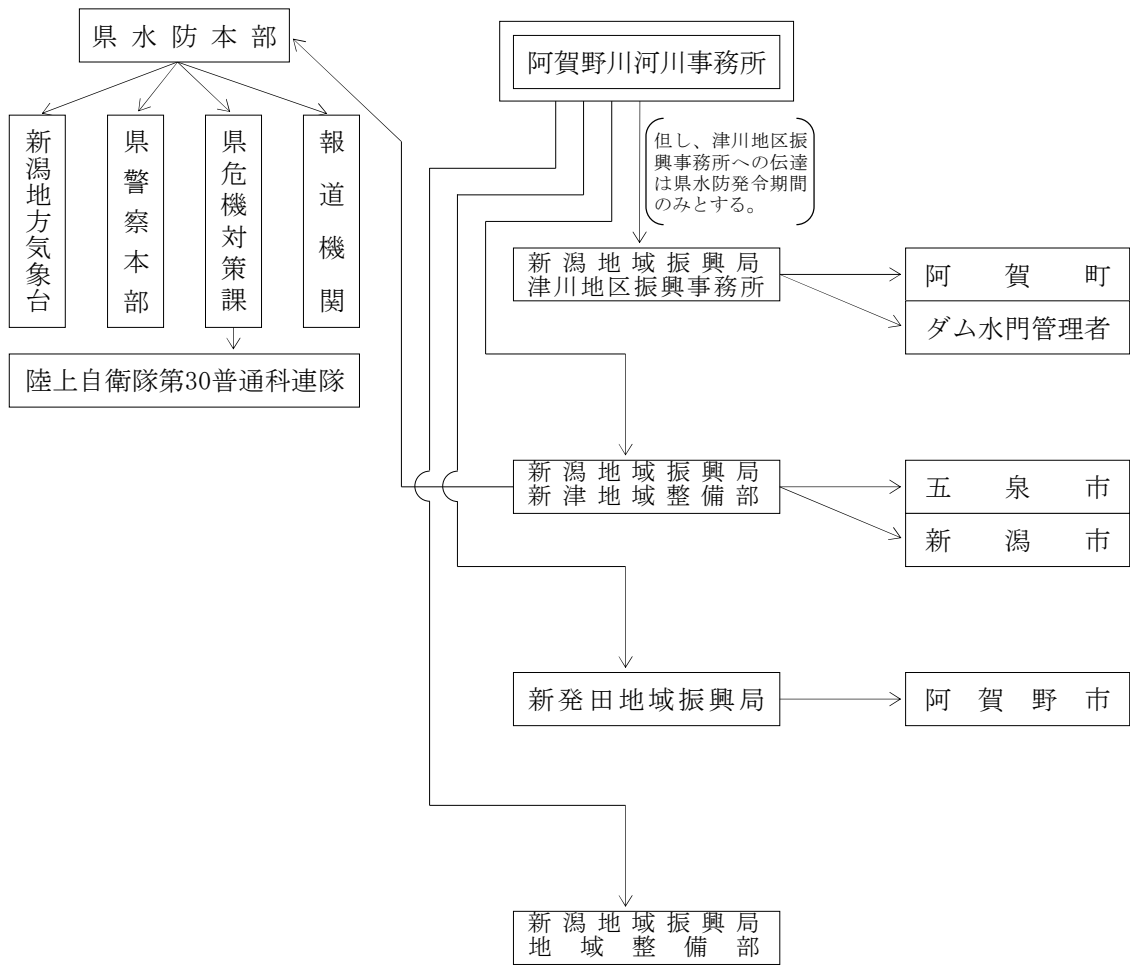 県水防本部
新潟地方気象台
県警察本部
県危機対策課
報道機関
陸上自衛隊第30普通科連隊
阿賀野川河川事務所
但し、津川地区振
興事務所への伝達
は県水防発令期間
のみとする。
新潟地域振興局
津川地区振興事務所
阿賀町
ダム水門管理者
新潟地域振興局
新津地域整備部
五泉市
新潟市
新発田地域振興局
阿賀野市
新潟地域振興局
地域整備部